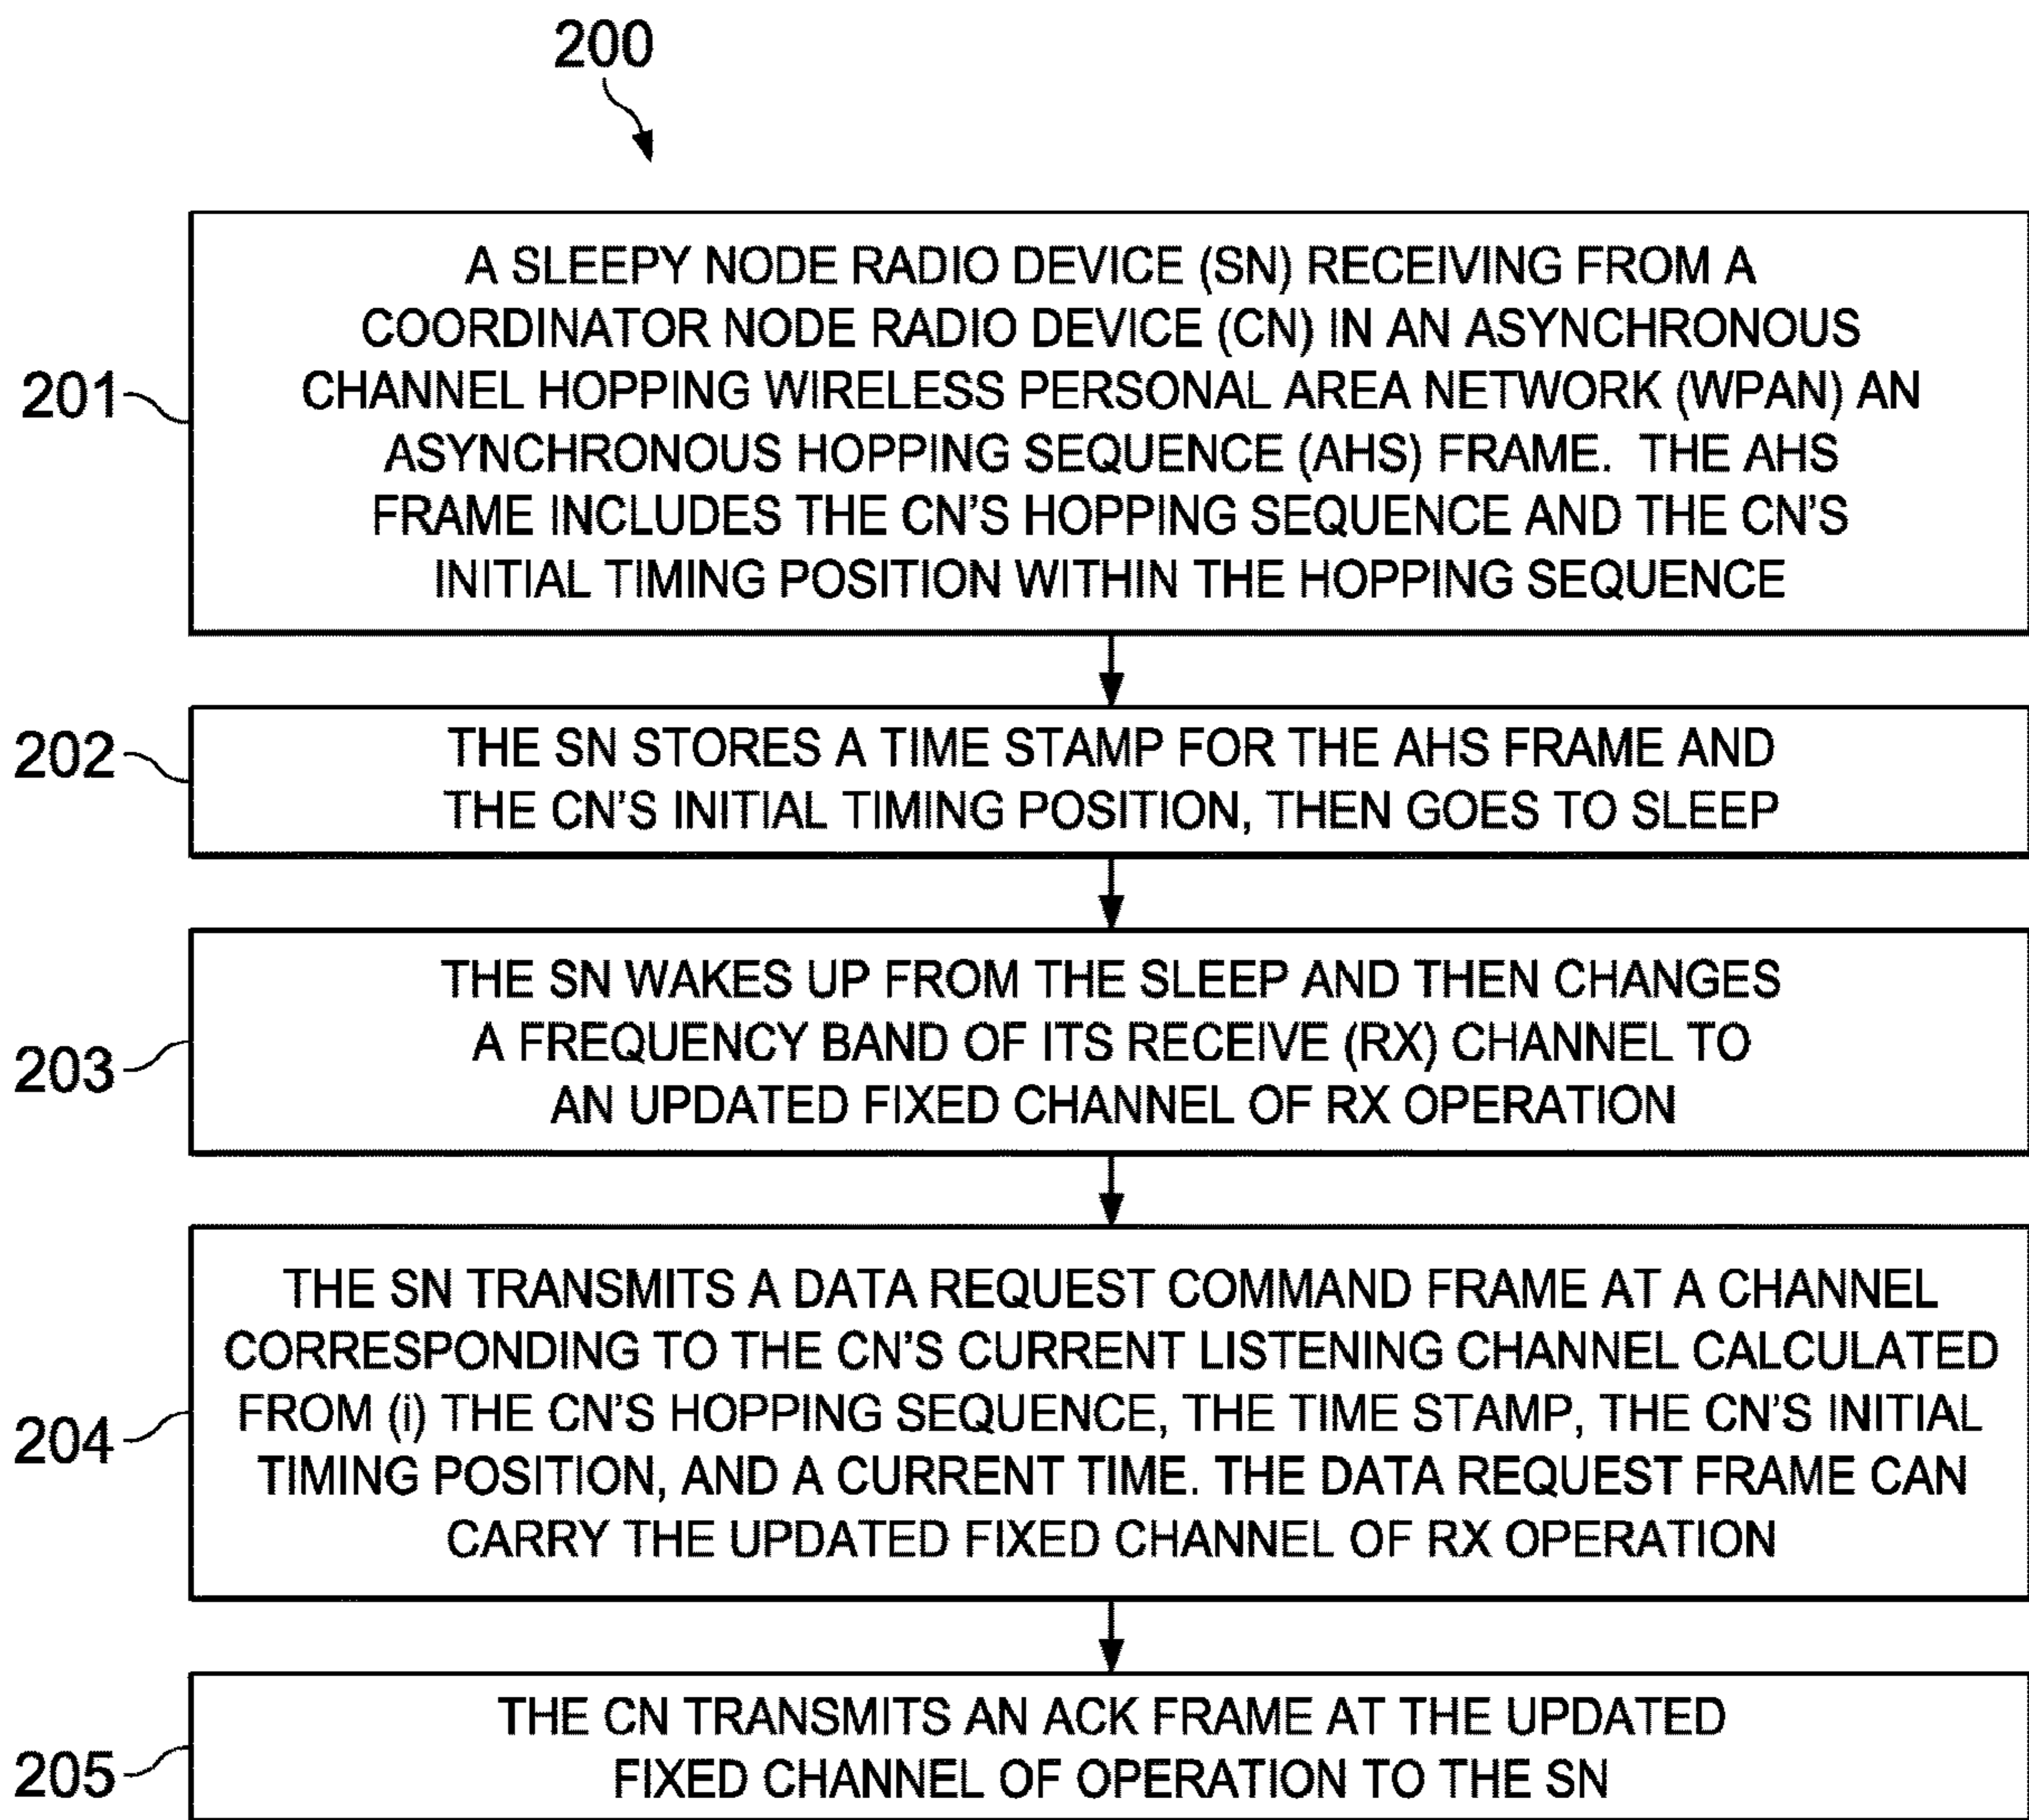 200
201
A SLEEPY NODE RADIO DEVICE (SN) RECEIVING FROM A
COORDINATOR NODE RADIO DEVICE (CN) IN AN ASYNCHRONOUS
CHANNEL HOPPING WIRELESS PERSONAL AREA NETWORK (WPAN) AN
ASYNCHRONOUS HOPPING SEQUENCE (AHS) FRAME. THE AHS
FRAME INCLUDES THE CN'S HOPPING SEQUENCE AND THE CN'S
INITIAL TIMING POSITION WITHIN THE HOPPING SEQUENCE
202
THE SN STORES A TIME STAMP FOR THE AHS FRAME AND
THE CN'S INITIAL TIMING POSITION, THEN GOES TO SLEEP
203
THE SN WAKES UP FROM THE SLEEP AND THEN CHANGES
A FREQUENCY BAND OF ITS RECEIVE (RX) CHANNEL TO
AN UPDATED FIXED CHANNEL OF RX OPERATION
204
THE SN TRANSMITS A DATA REQUEST COMMAND FRAME AT A CHANNEL
CORRESPONDING TO THE CN'S CURRENT LISTENING CHANNEL CALCULATED
FROM (i) THE CN'S HOPPING SEQUENCE, THE TIME STAMP, THE CN'S INITIAL
TIMING POSITION, AND A CURRENT TIME. THE DATA REQUEST FRAME CAN
CARRY THE UPDATED FIXED CHANNEL OF RX OPERATION
205
THE CN TRANSMITS AN ACK FRAME AT THE UPDATED
FIXED CHANNEL OF OPERATION TO THE SN